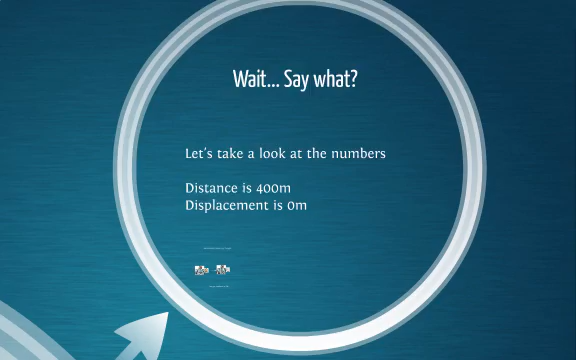 Wait... Say what?
Let's take a look at the numbers
Distance is 400m
Displacement is 0m